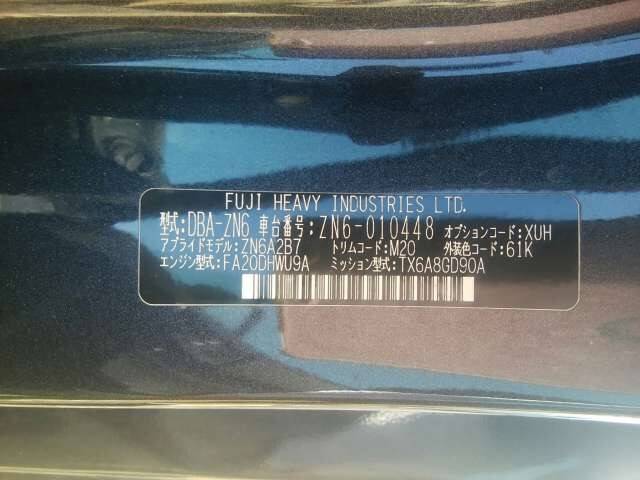 FUJI HEAVY INDUSTRIES LTD.
型式:DBA-ZN6 車台番号:ZN6-010448 オプションコード:XUH
アプライドモデル:ZN6A2B7 トリムコード:M20 外装色コード:61K
エンジン型式:FA20DHWU9A ミッション型式:TX6A8GD90A